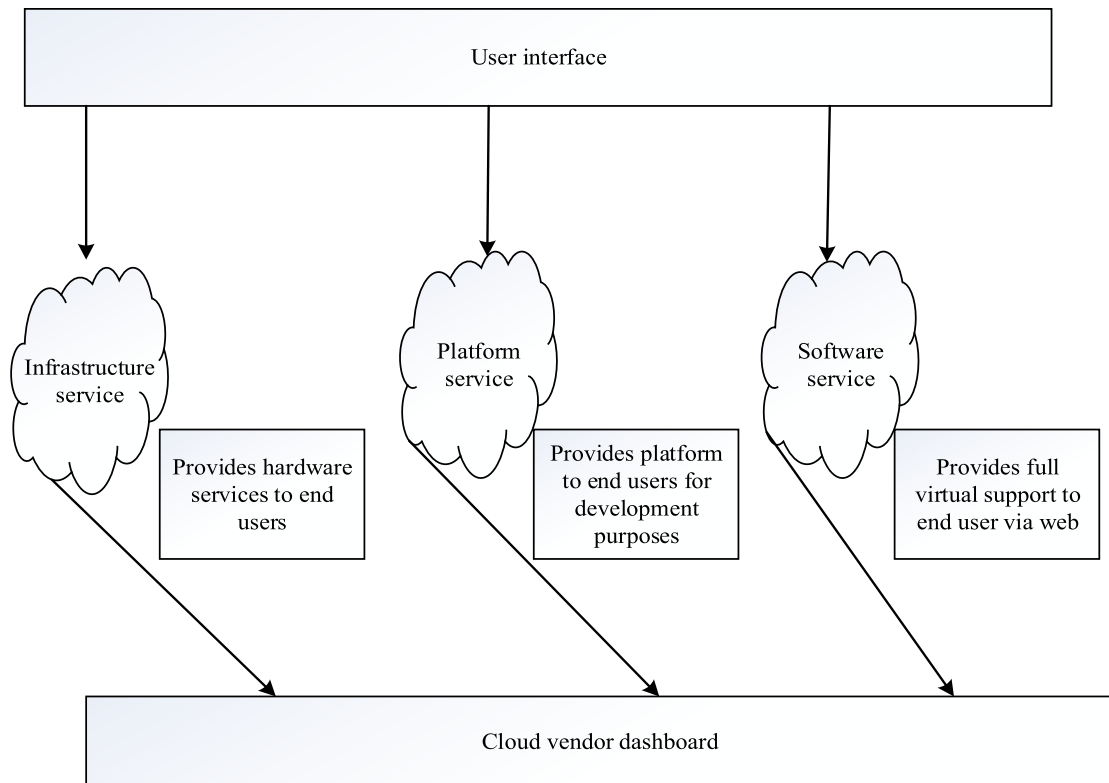 User interface
Infrastructure
service
Platform
service
Software
service
Provides hardware
services to end
users
Provides platform
to end users for
development
purposes
Provides full
virtual support to
end user via web
Cloud vendor dashboard